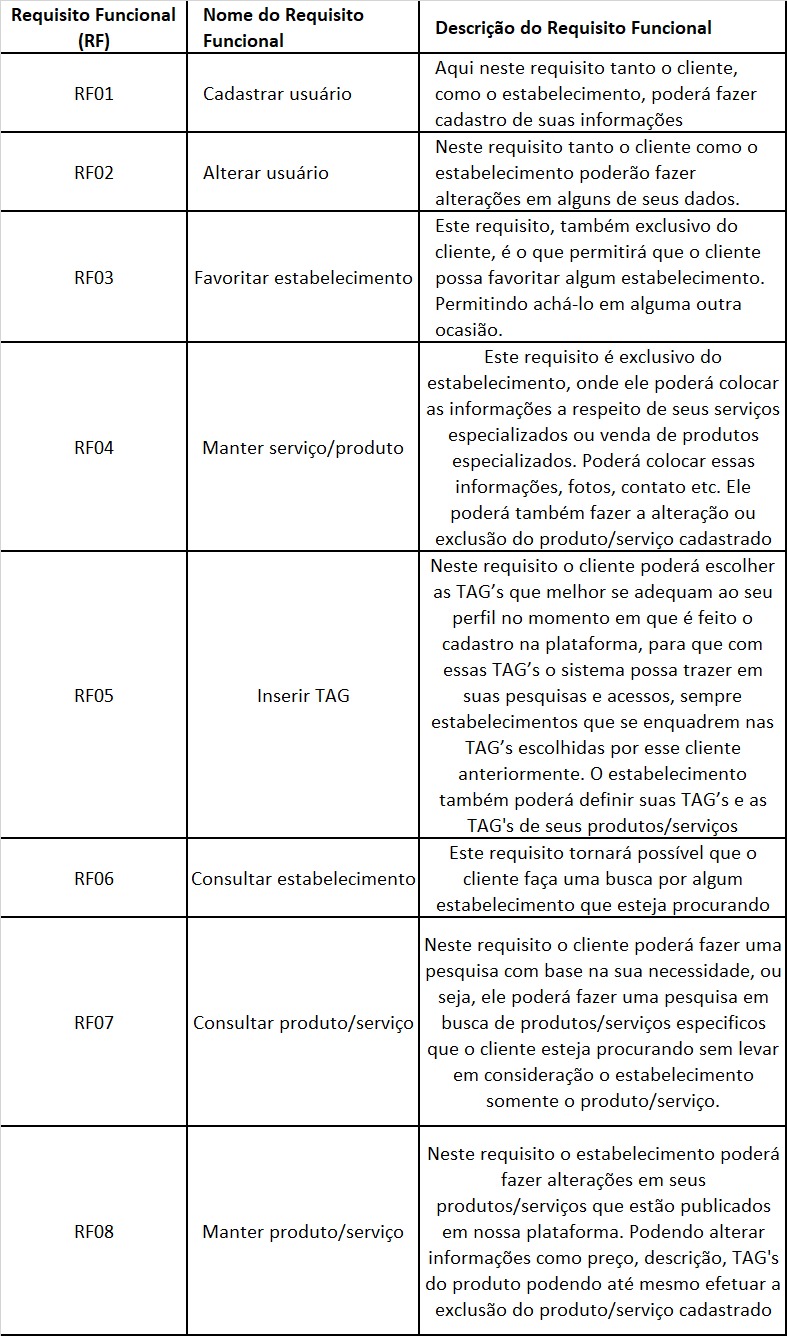 Requisito Funcional
(RF)
Nome do Requisito
Funcional
Descrição do Requisito Funcional
RF01
Cadastrar usuário
Aqui neste requisito tanto o cliente,
como o estabelecimento, poderá fazer
cadastro de suas informações
RF02
Alterar usuário
Neste requisito tanto o cliente como o
estabelecimento poderão fazer
alterações em alguns de seus dados.
RF03
Favoritar estabelecimento
Este requisito, também exclusivo do
cliente, é o que permitirá que o cliente
possa favoritar algum estabelecimento.
Permitindo achá-lo em alguma outra
ocasião.
RF04
Manter serviço/produto
Este requisito é exclusivo do
estabelecimento, onde ele poderá colocar
as informações a respeito de seus serviços
especializados ou venda de produtos
especializados. Poderá colocar essas
informações, fotos, contato etc. Ele
poderá também fazer a alteração ou
exclusão do produto/serviço cadastrado
RF05
Inserir TAG
Neste requisito o cliente poderá escolher
as TAG’s que melhor se adequam ao seu
perfil no momento em que é feito o
cadastro na plataforma, para que com
essas TAG’s o sistema possa trazer em
suas pesquisas e acessos, sempre
estabelecimentos que se enquadrem nas
TAG’s escolhidas por esse cliente
anteriormente. O estabelecimento
também poderá definir suas TAG’s e as
TAG's de seus produtos/serviços
RF06
Consultar estabelecimento
Este requisito tornará possível que o
cliente faça uma busca por algum
estabelecimento que esteja procurando
RF07
Consultar produto/serviço
Neste requisito o cliente poderá fazer uma
pesquisa com base na sua necessidade, ou
seja, ele poderá fazer uma pesquisa em
busca de produtos/serviços especificos
que o cliente esteja procurando sem levar
em consideração o estabelecimento
somente o produto/serviço.
RF08
Manter produto/serviço
Neste requisito o estabelecimento poderá
fazer alterações em seus
produtos/serviços que estão publicados
em nossa plataforma. Podendo alterar
informações como preço, descrição, TAG's
do produto podendo até mesmo efetuar a
exclusão do produto/serviço cadastrado